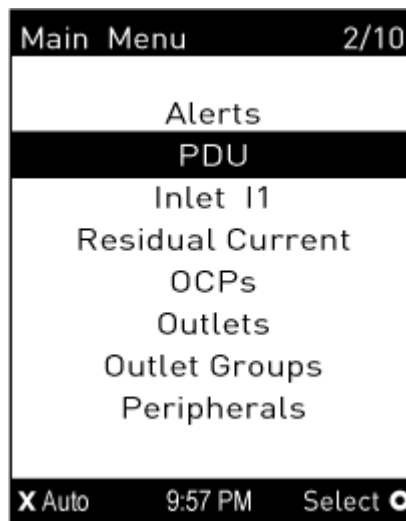 Main Menu 2/10
Alerts
PDU
Inlet I1
Residual Current
OCPs
Outlets
Outlet Groups
Peripherals
X Auto 9:57 PM Select